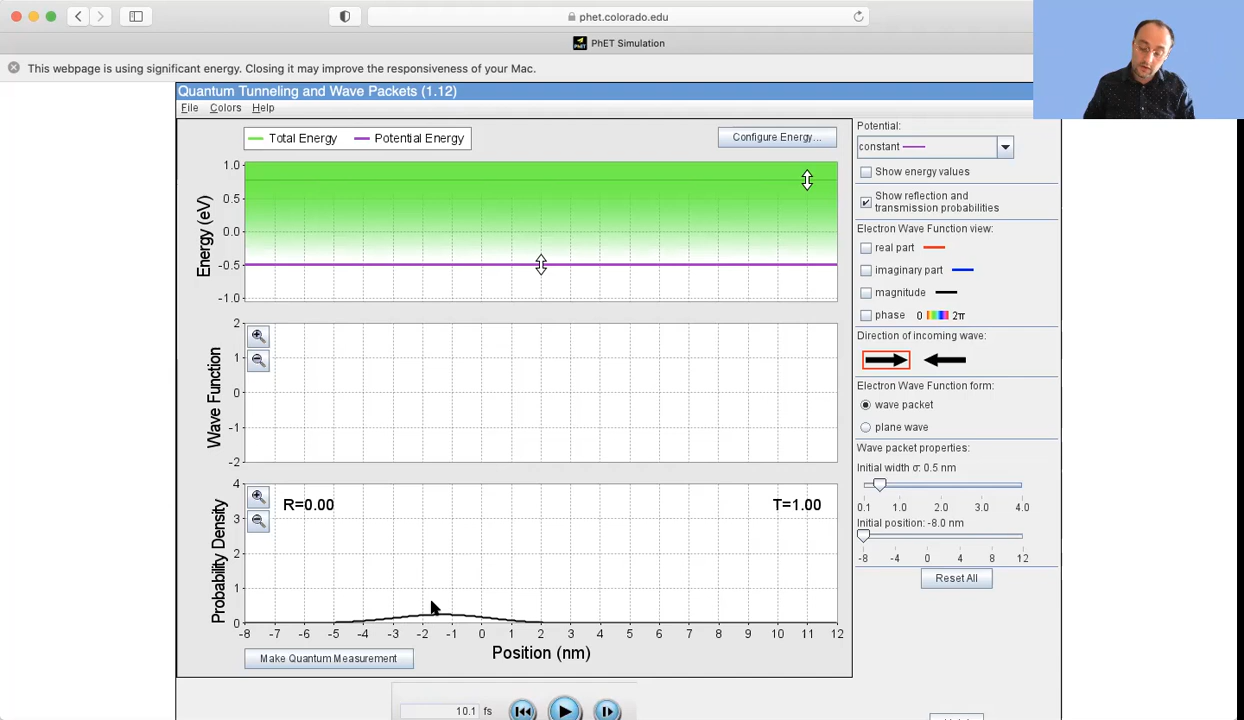 phet.colorado.edu
PhET Simulation
This webpage is using significant energy. Closing it may improve the responsiveness of your Mac.
Quantum Tunneling and Wave Packets (1.12)
File Colors Help
Total Energy Potential Energy
Configure Energy...
1.0
0.5
0.0
-0.5
-1.0
Energy (eV)
2
1
0
-1
-2
Wave Function
4
3
2
1
0
Probability Density
R=0.00
T=1.00
-8 -7 -6 -5 -4 -3 -2 -1 0 1 2 3 4 5 6 7 8 9 10 11 12
Position (nm)
Make Quantum Measurement
10.1 fs
Potential:
constant
Show energy values
Show reflection and
transmission probabilities
Electron Wave Function view:
real part
imaginary part
magnitude
phase 0 2π
Direction of incoming wave:
Electron Wave Function form:
wave packet
plane wave
Wave packet properties:
Initial width σ: 0.5 nm
0.1 1.0 2.0 3.0 4.0
Initial position: -8.0 nm
-8 -4 0 4 8 12
Reset All